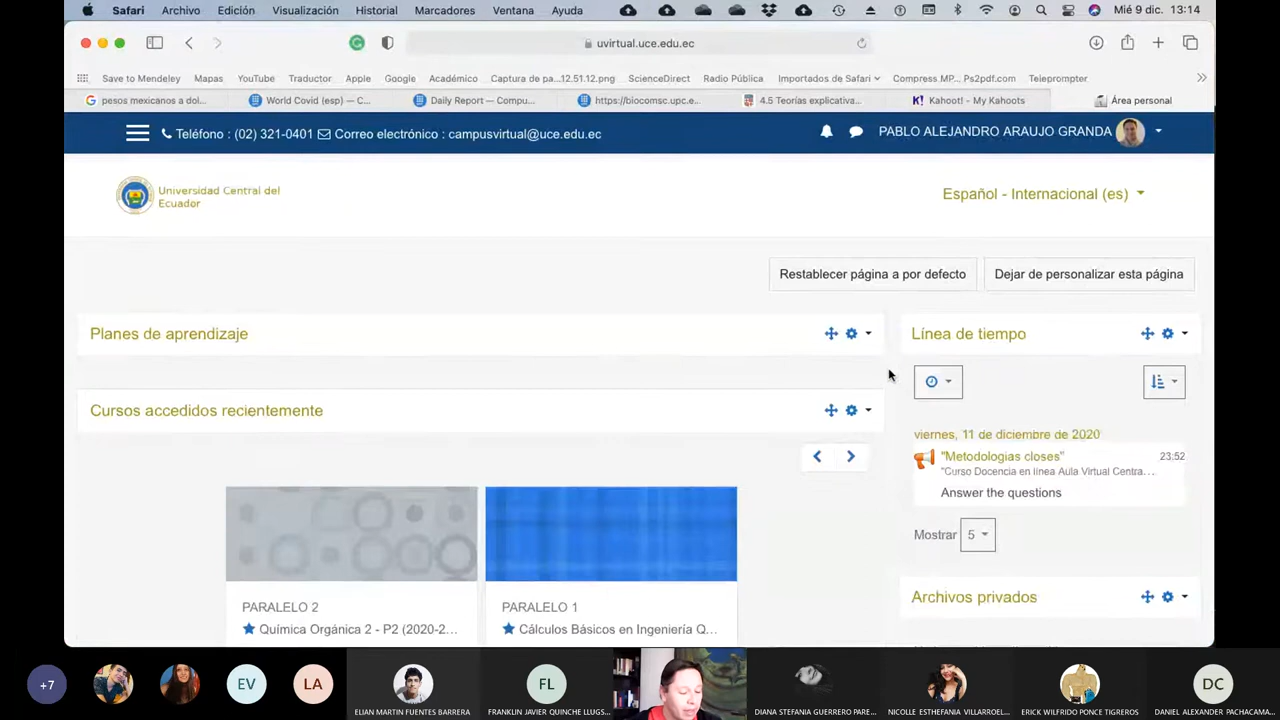 Safari Archivo Edición Visualización Historial Marcadores Ventana Ayuda Mié 9 dic. 13:14
uvirtual.uce.edu.ec
Save to Mendeley Mapas YouTube Traductor Apple Google Académico Captura de pa...12.51.12.png ScienceDirect Radio Pública Importados de Safari Compress MP... Ps2pdf.com Teleprompter
pesos mexicanos a dol... World Covid (esp) — C... Daily Report — Compu... https://biocomsc.upc.e... 4.5 Teorías explicativa... Kahoot! - My Kahoots Área personal
Teléfono : (02) 321-0401 Correo electrónico : campusvirtual@uce.edu.ec PABLO ALEJANDRO ARAUJO GRANDA
Universidad Central del
Ecuador
Español - Internacional (es)
Restablecer página a por defecto Dejar de personalizar esta página
Planes de aprendizaje
Línea de tiempo
Cursos accedidos recientemente
viernes, 11 de diciembre de 2020
"Metodologias closes" 23:52
"Curso Docencia en línea Aula Virtual Centra...
Answer the questions
Mostrar 5
Archivos privados
PARALELO 2
Química Orgánica 2 - P2 (2020-2...
PARALELO 1
Cálculos Básicos en Ingeniería Q...
+7 EV LA FL DC
ELIAN MARTIN FUENTES BARRERA FRANKLIN JAVIER QUINCHE LLUGS... DIANA STEFANIA GUERRERO PARE... NICOLLE ESTHEFANIA VILLARROEL... ERICK WILFRIDO PONCE TIGREROS DANIEL ALEXANDER PACHACAMA...